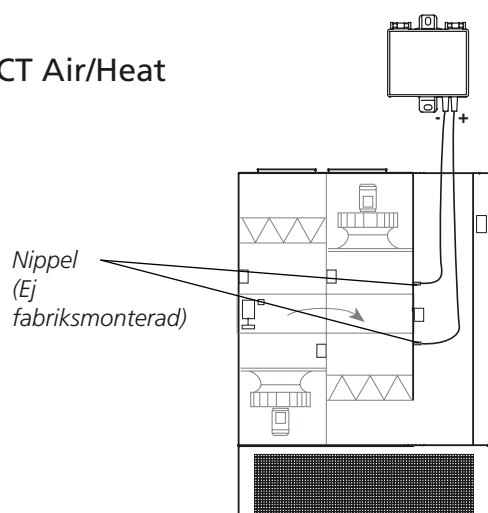 CT Air/Heat
- +
Nippel
(Ej
fabriksmonterad)